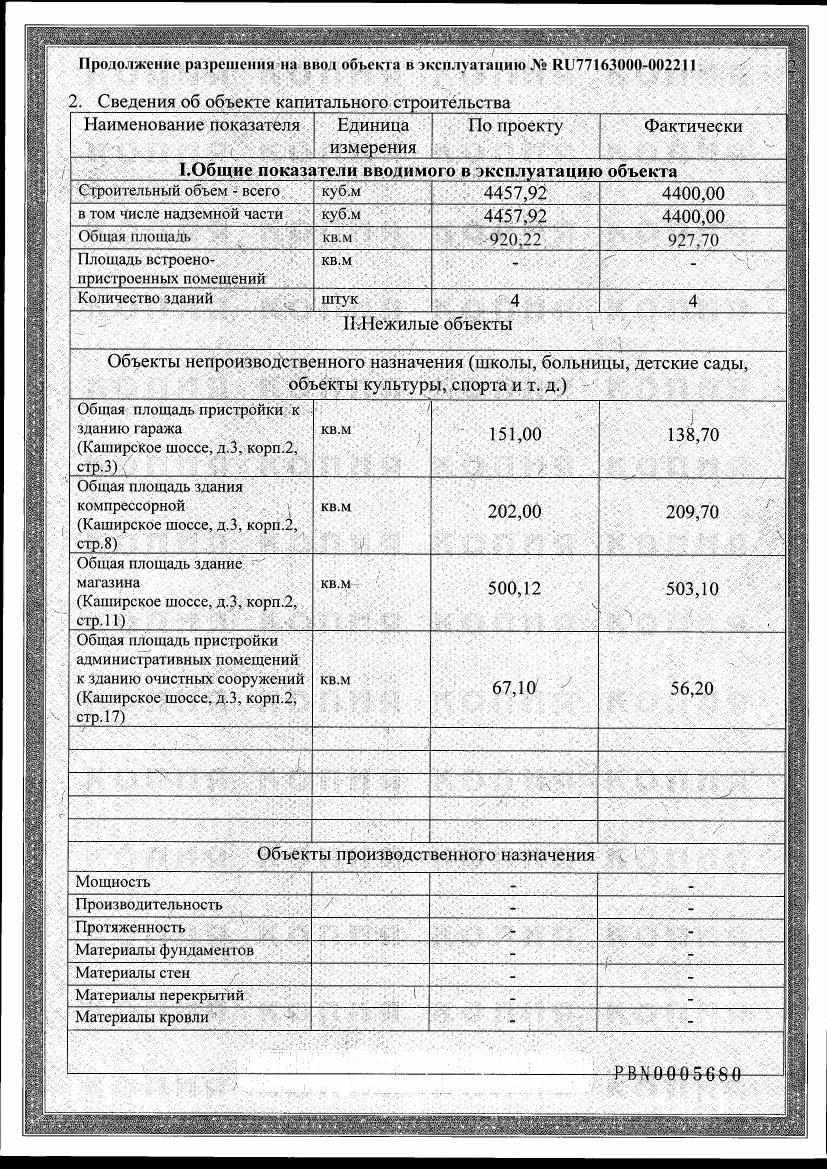 Продолжение разрешения на ввод объекта в эксплуатацию № RU77163000-002211
2. Сведения об объекте капитального строительства
Наименование показателя Единица измерения По проекту Фактически
I.Общие показатели вводимого в эксплуатацию объекта
Строительный объем - всего куб.м 4457,92 4400,00
в том числе надземной части куб.м 4457,92 4400,00
Общая площадь кв.м 920,22 927,70
Площадь встроено- кв.м - -
пристроенных помещений
Количество зданий штук 4 4
II.Нежилые объекты
Объекты непроизводственного назначения (школы, больницы, детские сады,
объекты культуры, спорта и т. д.)
Общая площадь пристройки к
зданию гаража кв.м 151,00 138,70
(Каширское шоссе, д.3, корп.2,
стр.3)
Общая площадь здания
компрессорной кв.м 202,00 209,70
(Каширское шоссе, д.3, корп.2,
стр.8)
Общая площадь здание
магазина кв.м 500,12 503,10
(Каширское шоссе, д.3, корп.2,
стр.11)
Общая площадь пристройки
административных помещений
к зданию очистных сооружений кв.м 67,10 56,20
(Каширское шоссе, д.3, корп.2,
стр.17)
Объекты производственного назначения
Мощность - -
Производительность - -
Протяженность - -
Материалы фундаментов - -
Материалы стен - -
Материалы перекрытий - -
Материалы кровли - -
PBN0005680